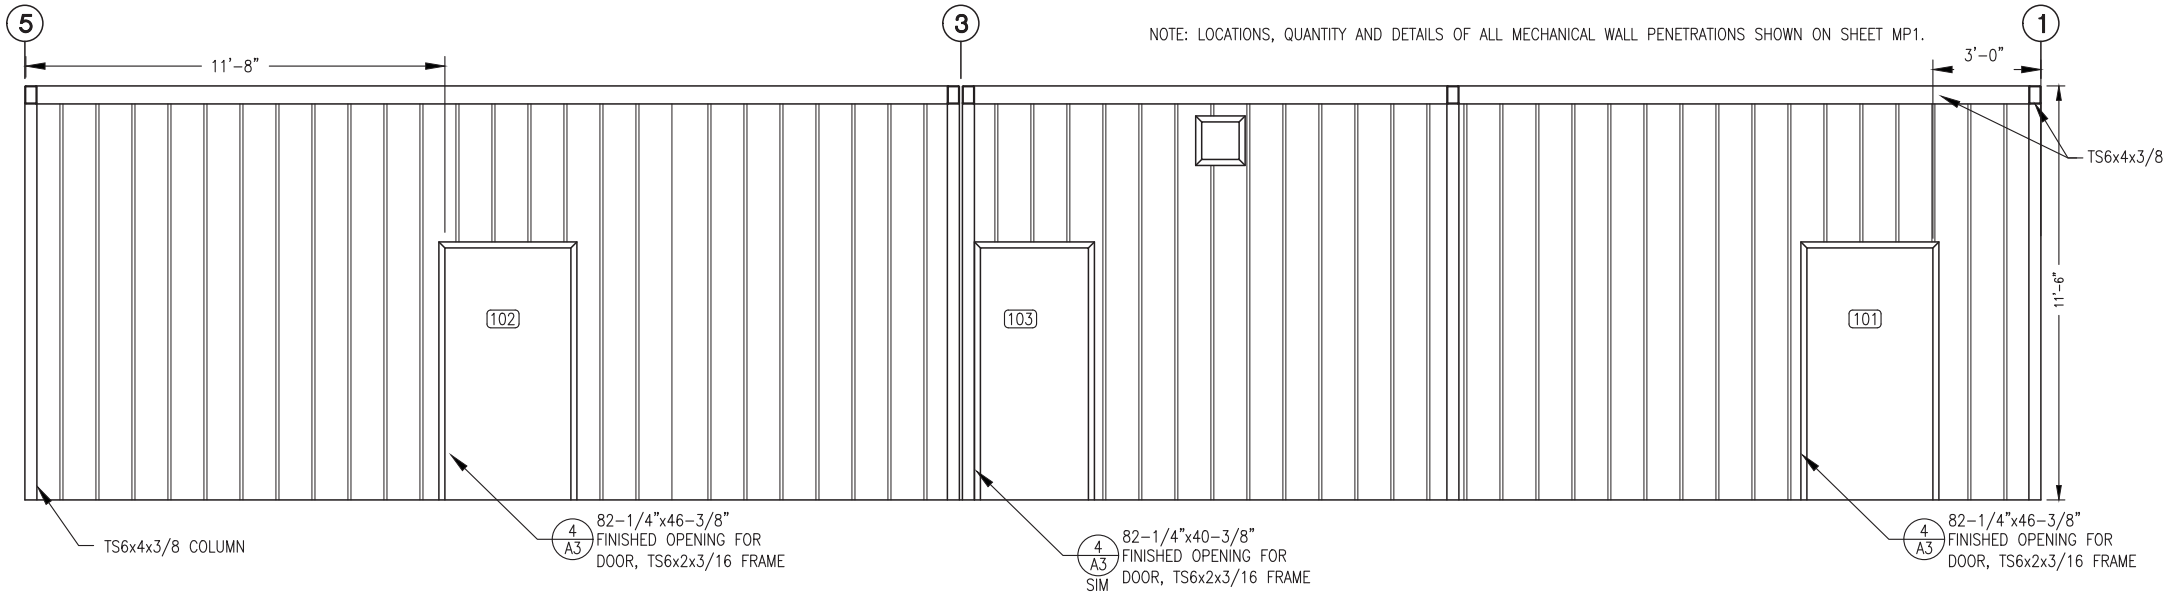 5
3
1
NOTE: LOCATIONS, QUANTITY AND DETAILS OF ALL MECHANICAL WALL PENETRATIONS SHOWN ON SHEET MP1.
11'-8"
3'-0"
TS6x4x3/8
11'-6"
102
103
101
TS6x4x3/8 COLUMN
4
A3
82-1/4"x46-3/8"
FINISHED OPENING FOR
DOOR, TS6x2x3/16 FRAME
4
A3
SIM
82-1/4"x40-3/8"
FINISHED OPENING FOR
DOOR, TS6x2x3/16 FRAME
4
A3
82-1/4"x46-3/8"
FINISHED OPENING FOR
DOOR, TS6x2x3/16 FRAME